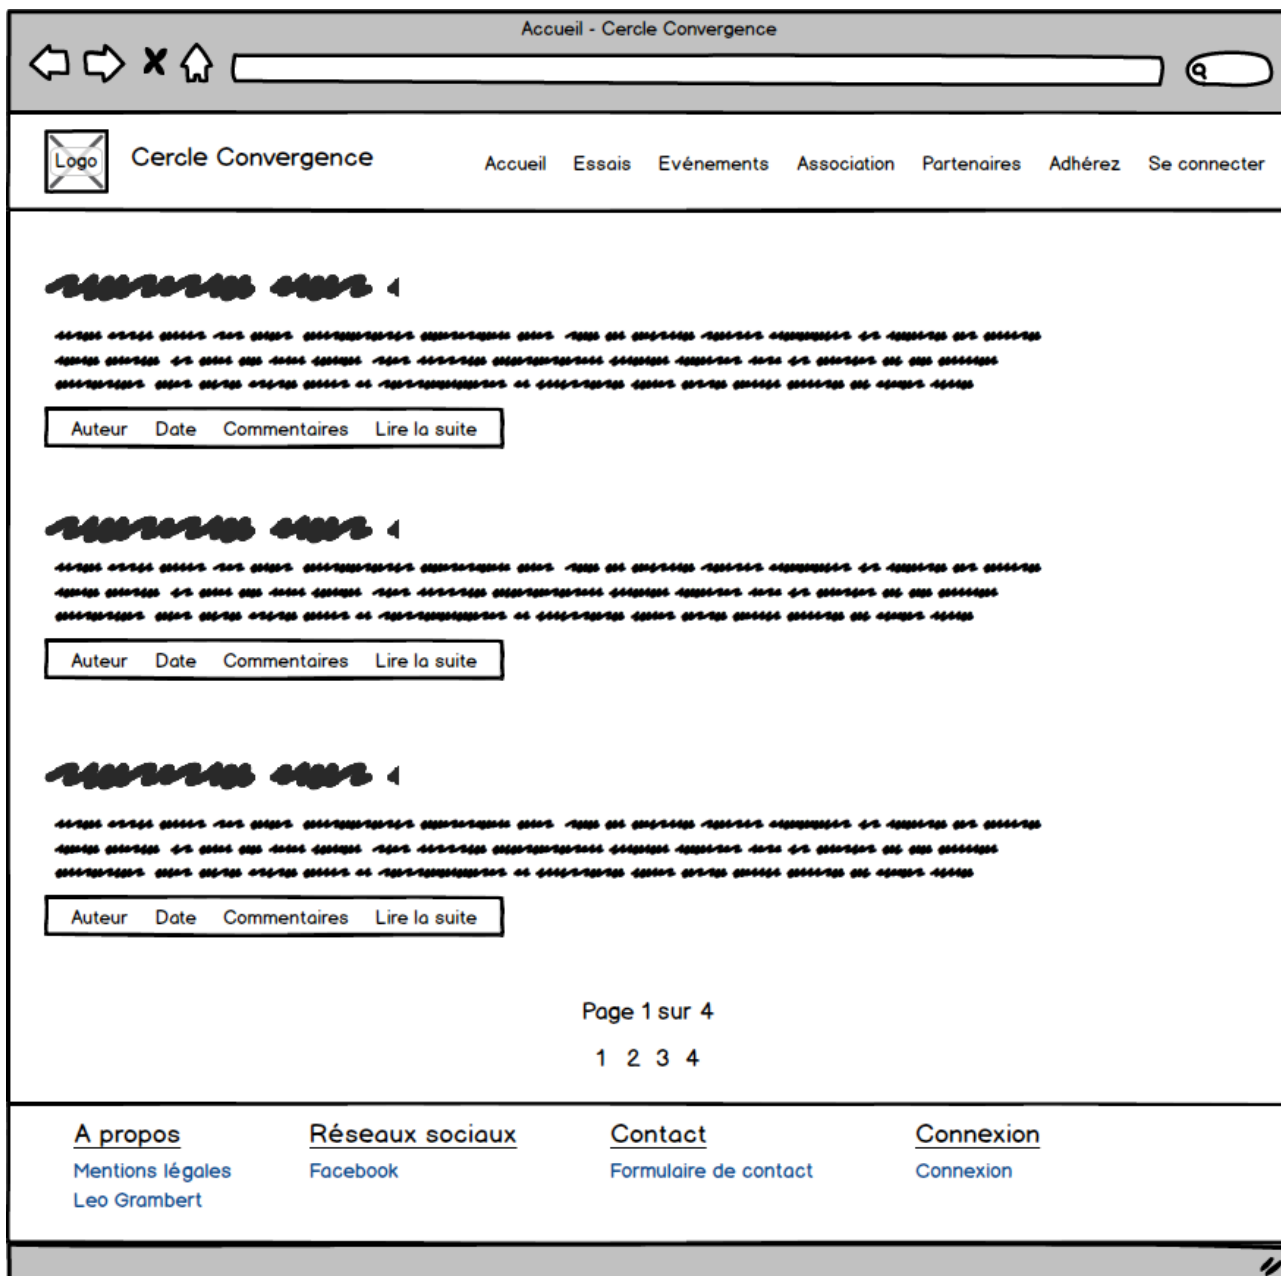 Accueil - Cercle Convergence
Logo
Cercle Convergence
Accueil Essais Evénements Association Partenaires Adhérez Se connecter
Auteur Date Commentaires Lire la suite
Auteur Date Commentaires Lire la suite
Auteur Date Commentaires Lire la suite
Page 1 sur 4
1 2 3 4
A propos Réseaux sociaux Contact Connexion
Mentions légales Facebook Formulaire de contact Connexion
Leo Grambert